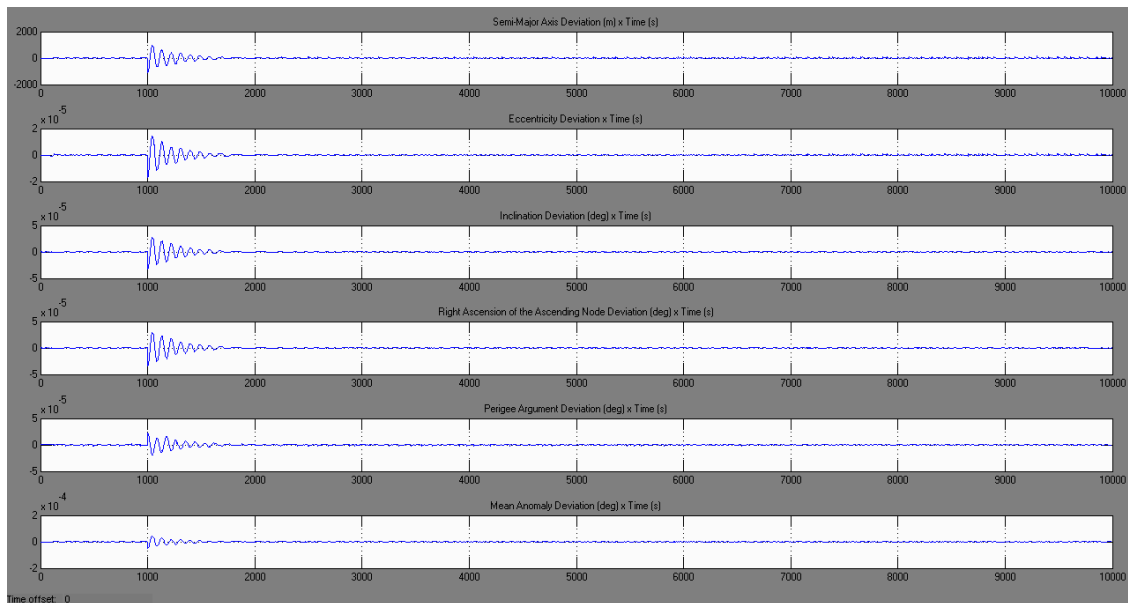 Semi-Major Axis Deviation (m) x Time (s)
2000
0
-2000
0 1000 2000 3000 4000 5000 6000 7000 8000 9000 10000
x 10^-5
Eccentricity Deviation x Time (s)
2
0
-2
0 1000 2000 3000 4000 5000 6000 7000 8000 9000 10000
x 10^-5
Inclination Deviation (deg) x Time (s)
5
0
-5
0 1000 2000 3000 4000 5000 6000 7000 8000 9000 10000
x 10^-5
Right Ascension of the Ascending Node Deviation (deg) x Time (s)
5
0
-5
0 1000 2000 3000 4000 5000 6000 7000 8000 9000 10000
x 10^-5
Perigee Argument Deviation (deg) x Time (s)
5
0
-5
0 1000 2000 3000 4000 5000 6000 7000 8000 9000 10000
x 10^-4
Mean Anomaly Deviation (deg) x Time (s)
2
0
-2
0 1000 2000 3000 4000 5000 6000 7000 8000 9000 10000
Time offset: 0